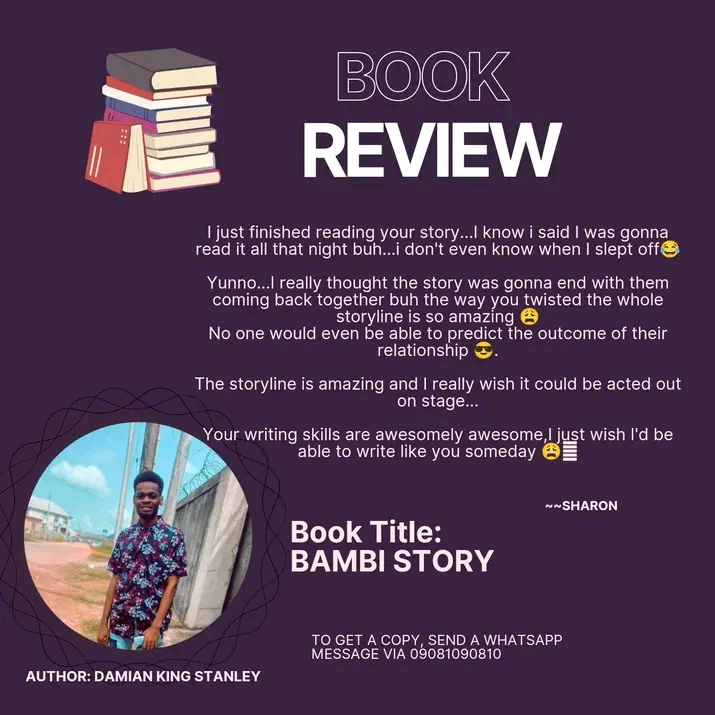 BOOK
REVIEW
I just finished reading your story...I know i said I was gonna
read it all that night buh...i don't even know when I slept off😂
Yunno...I really thought the story was gonna end with them
coming back together buh the way you twisted the whole
storyline is so amazing 😩
No one would even be able to predict the outcome of their
relationship 😎.
The storyline is amazing and I really wish it could be acted out
on stage...
Your writing skills are awesomely awesome,I just wish I'd be
able to write like you someday 😩
~~SHARON
Book Title:
BAMBI STORY
TO GET A COPY, SEND A WHATSAPP
MESSAGE VIA 09081090810
AUTHOR: DAMIAN KING STANLEY